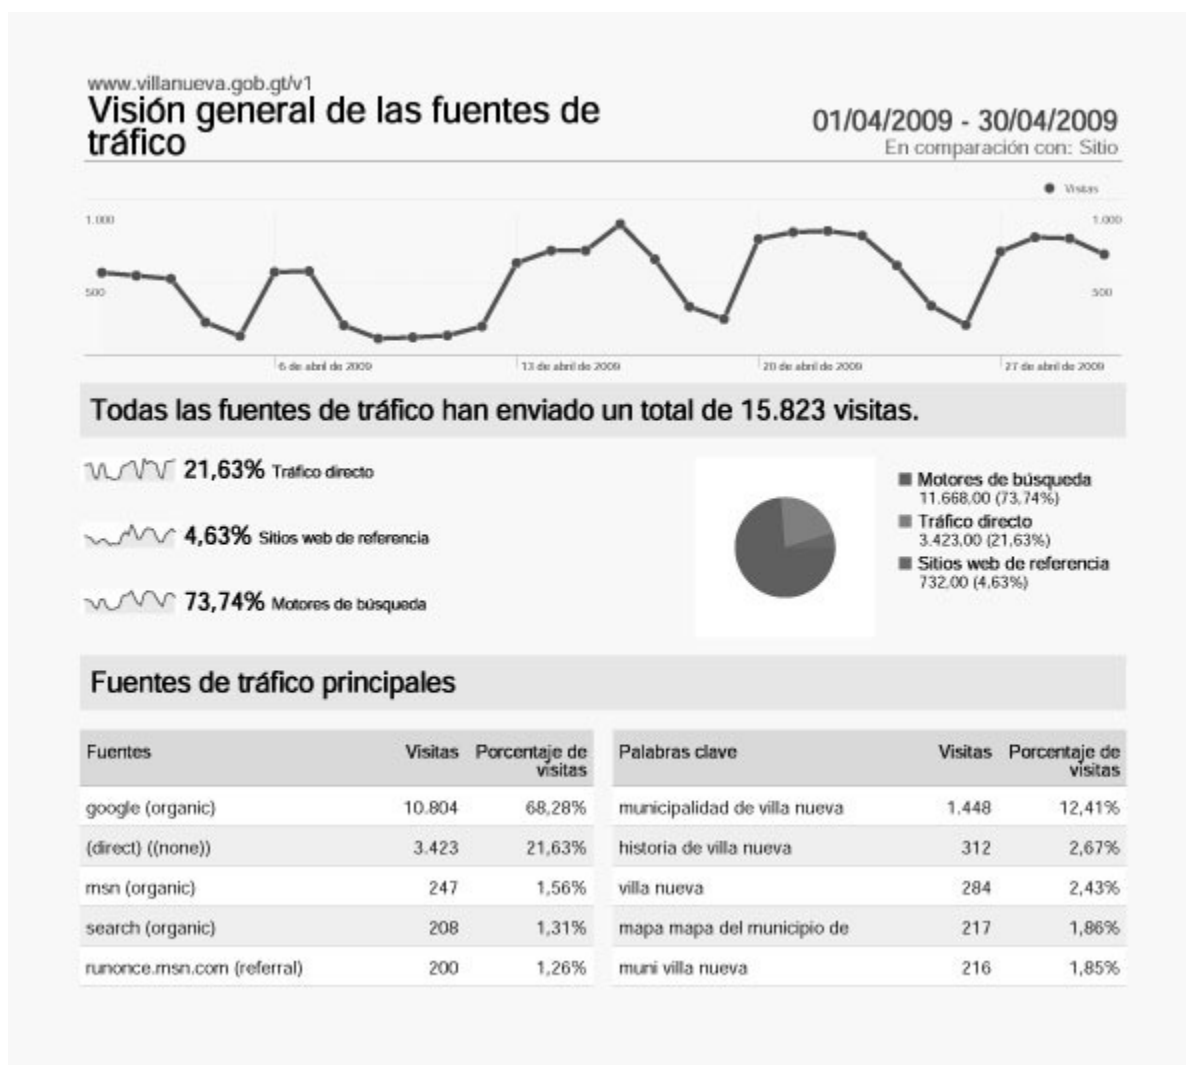 www.villanueva.gob.gt/v1
Visión general de las fuentes de
tráfico
01/04/2009 - 30/04/2009
En comparación con: Sitio
Visitas
1.000
1.000
500
500
6 de abril de 2009
13 de abril de 2009
20 de abril de 2009
27 de abril de 2009
Todas las fuentes de tráfico han enviado un total de 15.823 visitas.
21,63% Tráfico directo
4,63% Sitios web de referencia
73,74% Motores de búsqueda
Motores de búsqueda
11.668,00 (73,74%)
Tráfico directo
3.423,00 (21,63%)
Sitios web de referencia
732,00 (4,63%)
Fuentes de tráfico principales
Fuentes Visitas Porcentaje de
visitas
google (organic) 10.804 68,28%
(direct) ((none)) 3.423 21,63%
msn (organic) 247 1,56%
search (organic) 208 1,31%
runonce.msn.com (referral) 200 1,26%
Palabras clave Visitas Porcentaje de
visitas
municipalidad de villa nueva 1.448 12,41%
historia de villa nueva 312 2,67%
villa nueva 284 2,43%
mapa mapa del municipio de 217 1,86%
muni villa nueva 216 1,85%